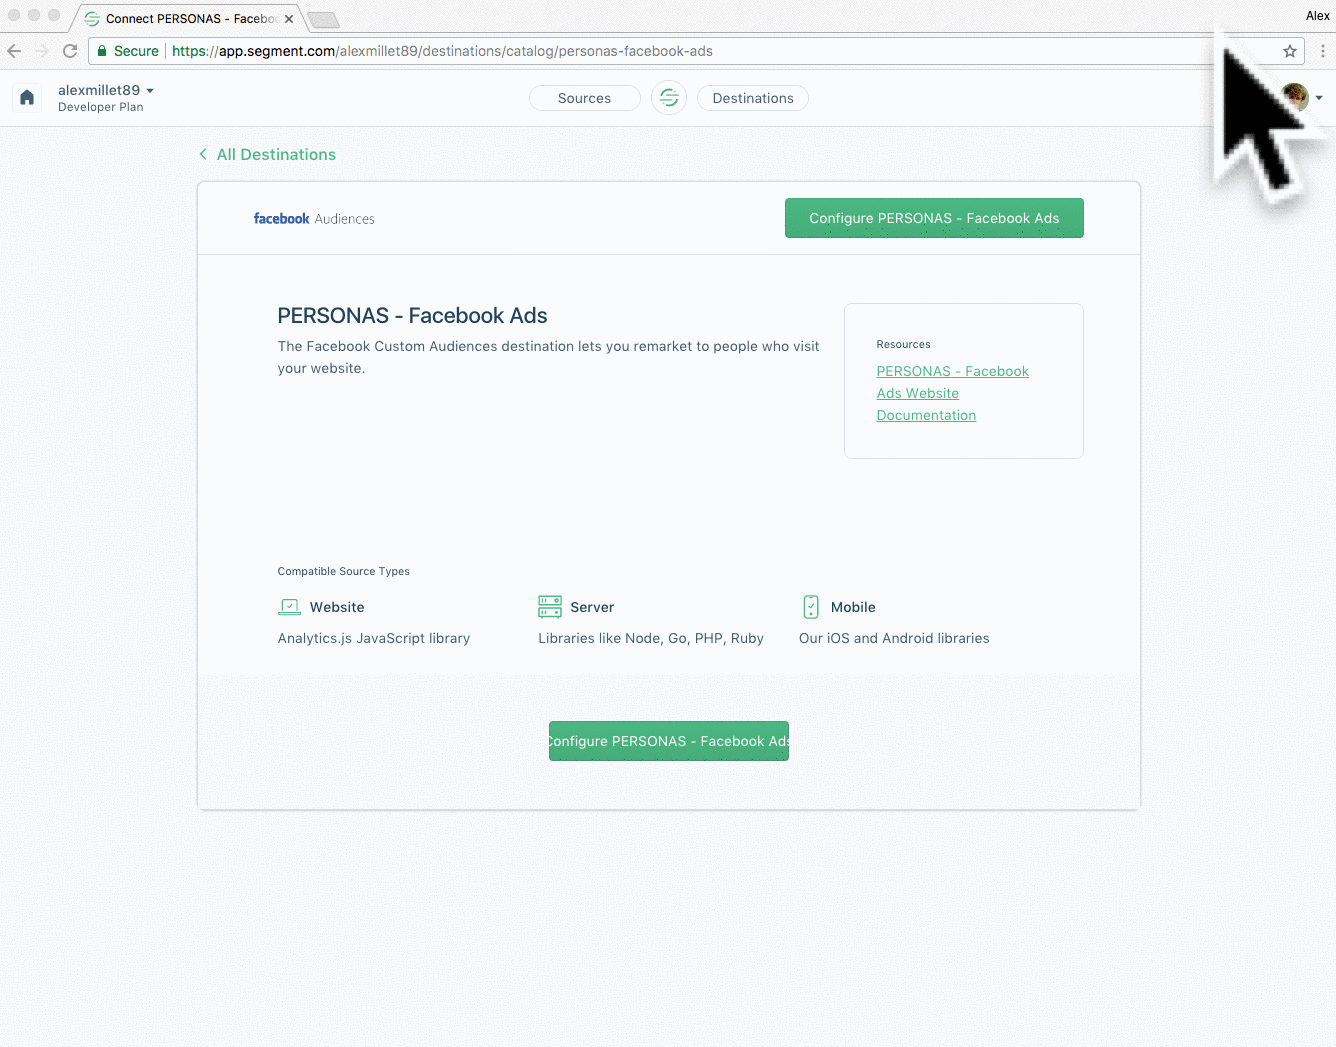 Connect PERSONAS - Faceboo
Alex
Secure
https://app.segment.com/alexmillet89/destinations/catalog/personas-facebook-ads
alexmillet89
Developer Plan
Sources
Destinations
All Destinations
facebook Audiences
Configure PERSONAS - Facebook Ads
PERSONAS - Facebook Ads
The Facebook Custom Audiences destination lets you remarket to people who visit
your website.
Resources
PERSONAS - Facebook
Ads Website
Documentation
Compatible Source Types
Website
Analytics.js JavaScript library
Server
Libraries like Node, Go, PHP, Ruby
Mobile
Our iOS and Android libraries
Configure PERSONAS - Facebook Ads